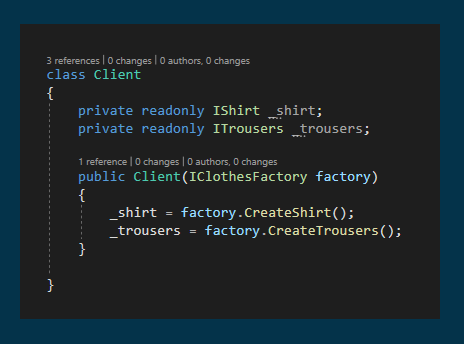 3 references | 0 changes | 0 authors, 0 changes
class Client
{
private readonly IShirt _shirt;
private readonly ITrousers _trousers;
1 reference | 0 changes | 0 authors, 0 changes
public Client(IClothesFactory factory)
{
_shirt = factory.CreateShirt();
_trousers = factory.CreateTrousers();
}
}